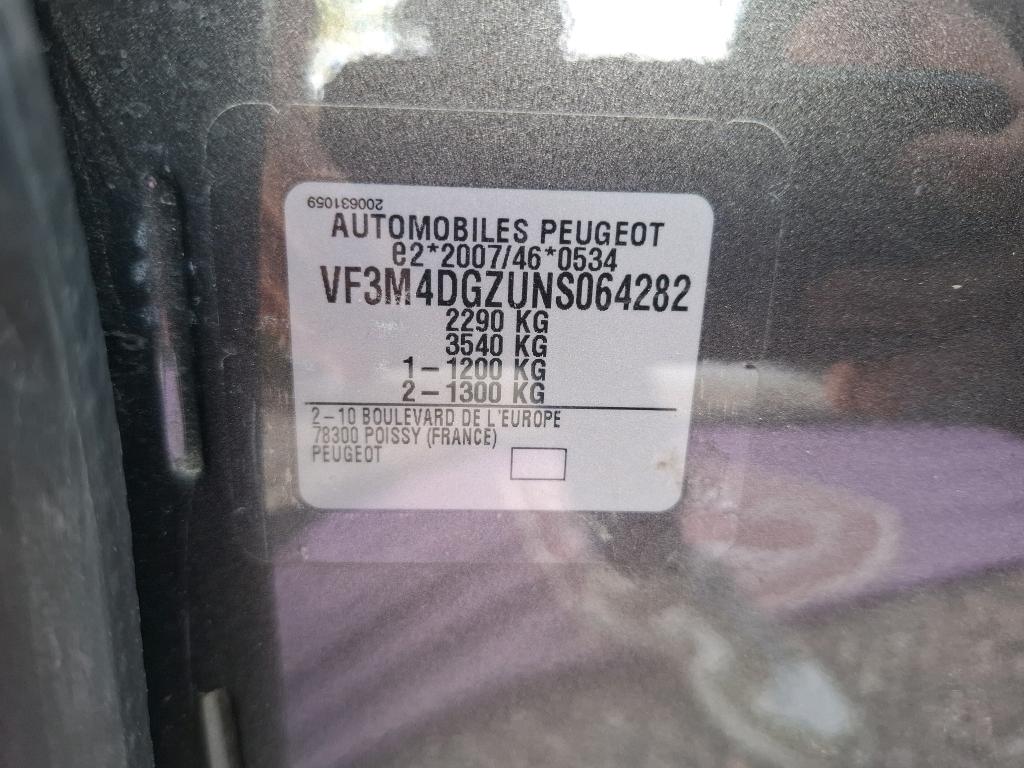 200631059
AUTOMOBILES PEUGEOT
e2*2007/46*0534
VF3M4DGZUNS064282
2290 KG
3540 KG
1-1200 KG
2-1300 KG
2-10 BOULEVARD DE L'EUROPE
78300 POISSY (FRANCE)
PEUGEOT